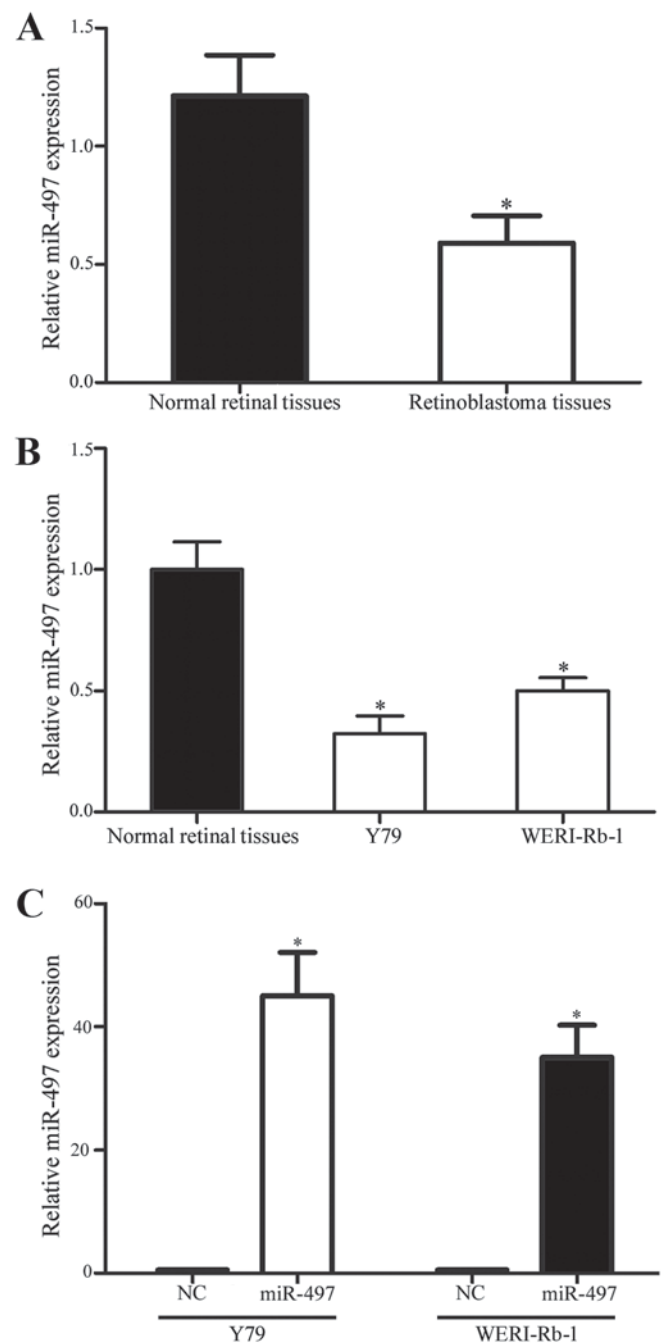 A
Relative miR-497 expression
1.5
1.0
0.5
0.0
*
Normal retinal tissues Retinoblastoma tissues
B
Relative miR-497 expression
1.5
1.0
0.5
0.0
* *
Normal retinal tissues Y79 WERI-Rb-1
C
Relative miR-497 expression
60
40
20
0
* *
NC miR-497 NC miR-497
Y79 WERI-Rb-1